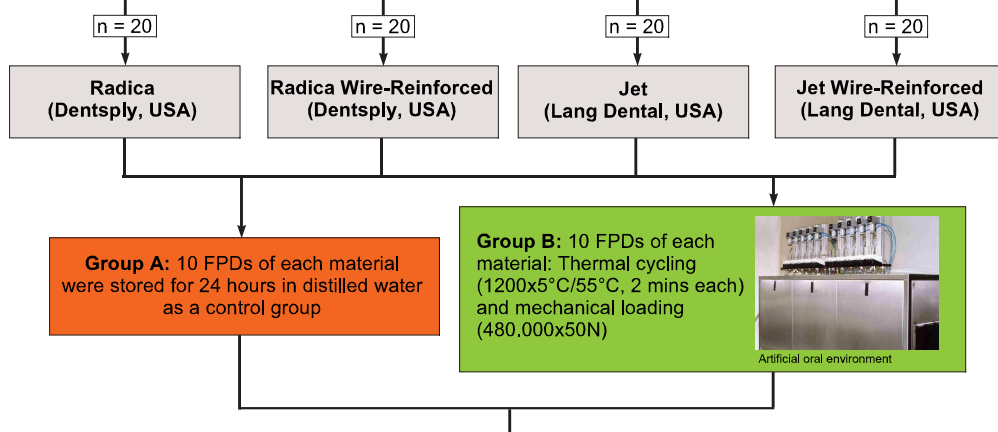 n = 20
n = 20
n = 20
n = 20
Radica
(Dentsply, USA)
Radica Wire-Reinforced
(Dentsply, USA)
Jet
(Lang Dental, USA)
Jet Wire-Reinforced
(Lang Dental, USA)
Group A: 10 FPDs of each material
were stored for 24 hours in distilled water
as a control group
Group B: 10 FPDs of each
material: Thermal cycling
(1200x5°C/55°C, 2 mins each)
and mechanical loading
(480.000x50N)
Artificial oral environment